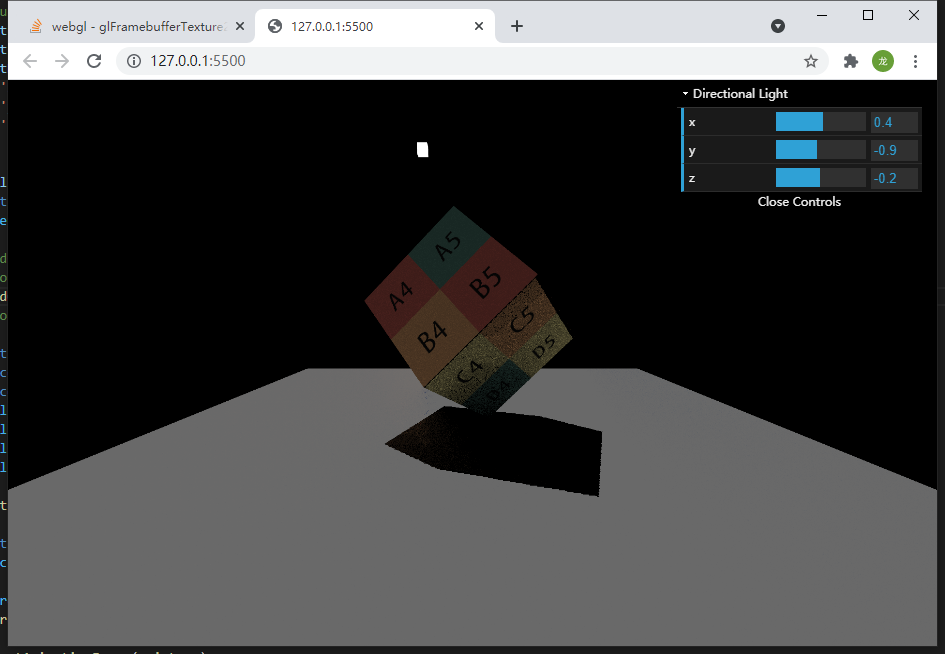 webgl - glFramebufferTexture
127.0.0.1:5500
127.0.0.1:5500
龙
Directional Light
x 0.4
y -0.9
z -0.2
Close Controls
A5
A4
B5
B4
C5
C4
D5